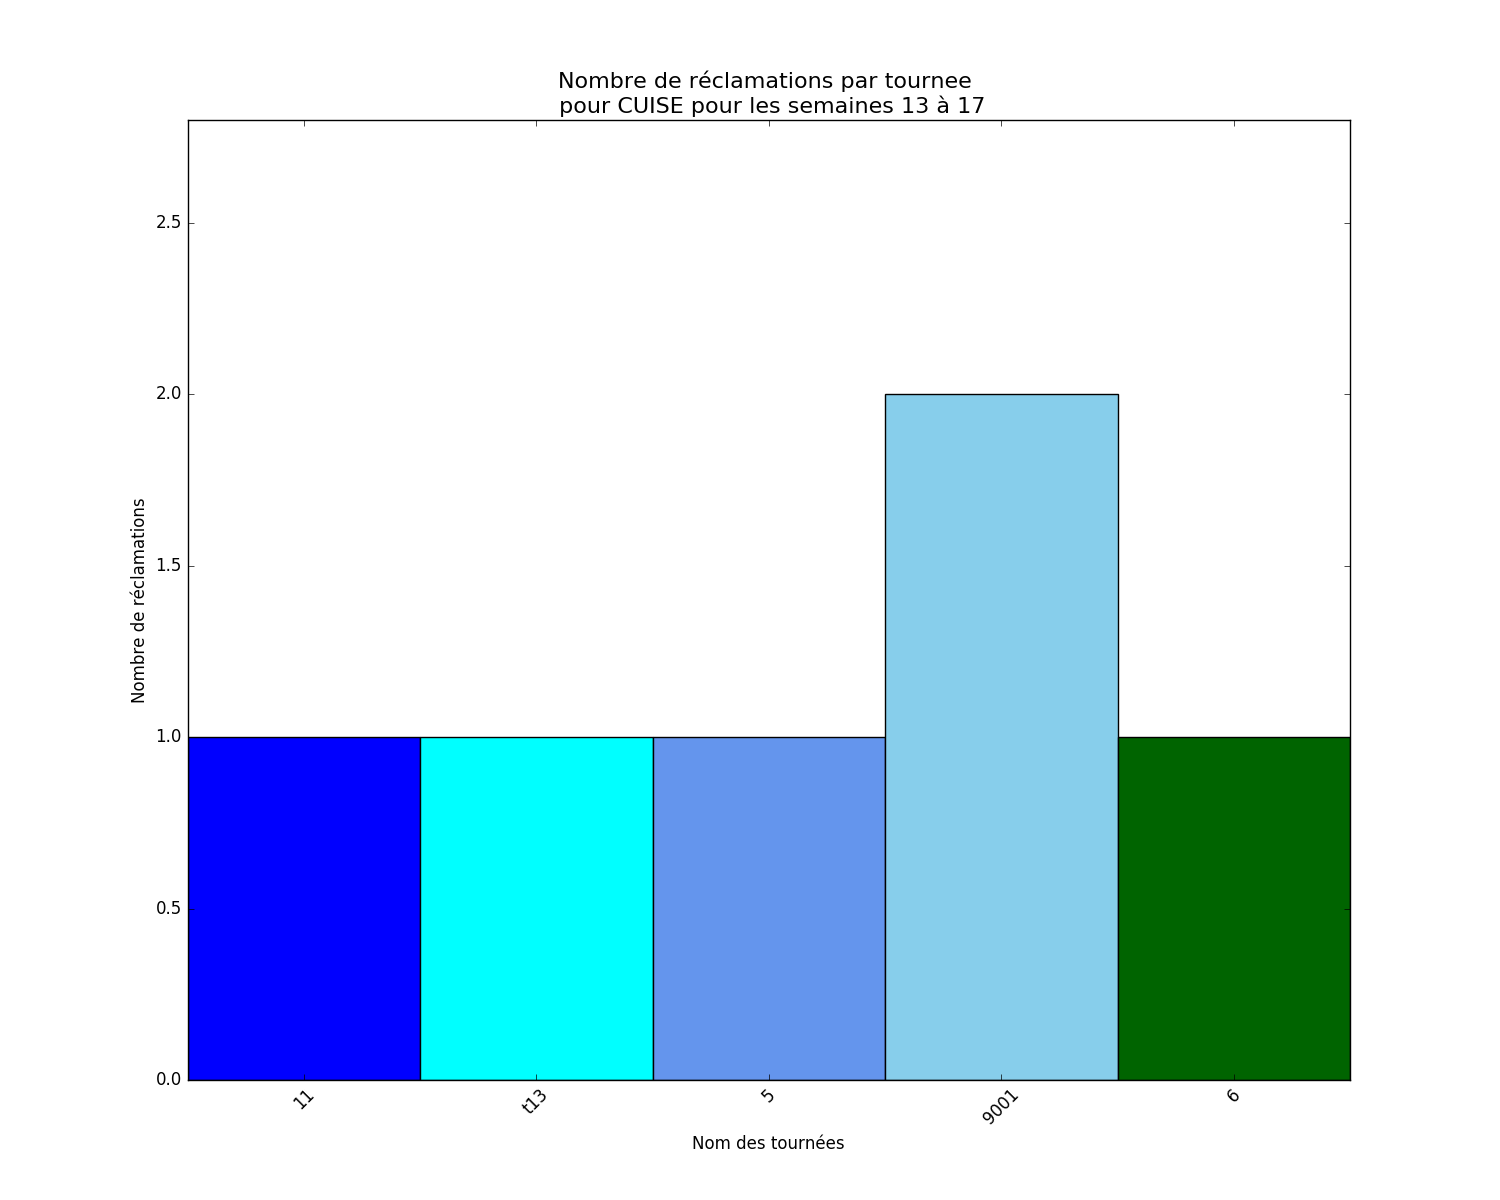 Nombre de réclamations par tournee
pour CUISE pour les semaines 13 à 17
2.5
2.0
1.5
1.0
0.5
0.0
Nombre de réclamations
11
t13
5
9001
6
Nom des tournées